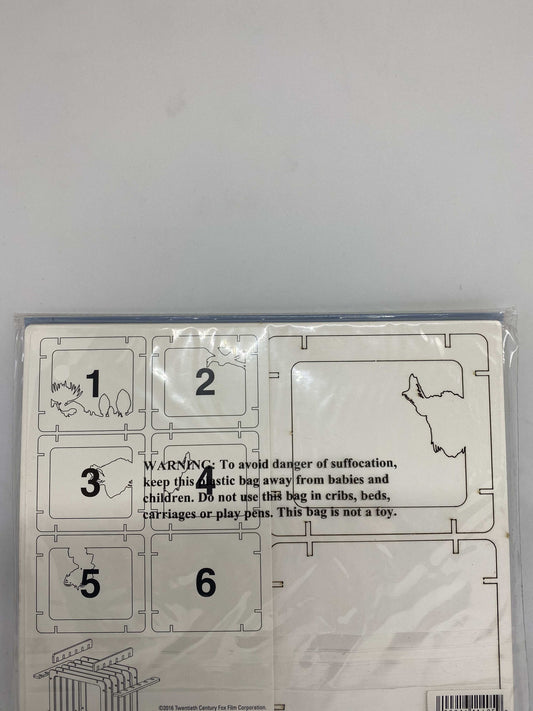 1
2
3
4
WARNING: To avoid danger of suffocation,
keep this plastic bag away from babies and
children. Do not use this bag in cribs, beds,
carriages or play pens. This bag is not a toy.
5
6
©2016 Twentieth Century Fox Film Corporation.